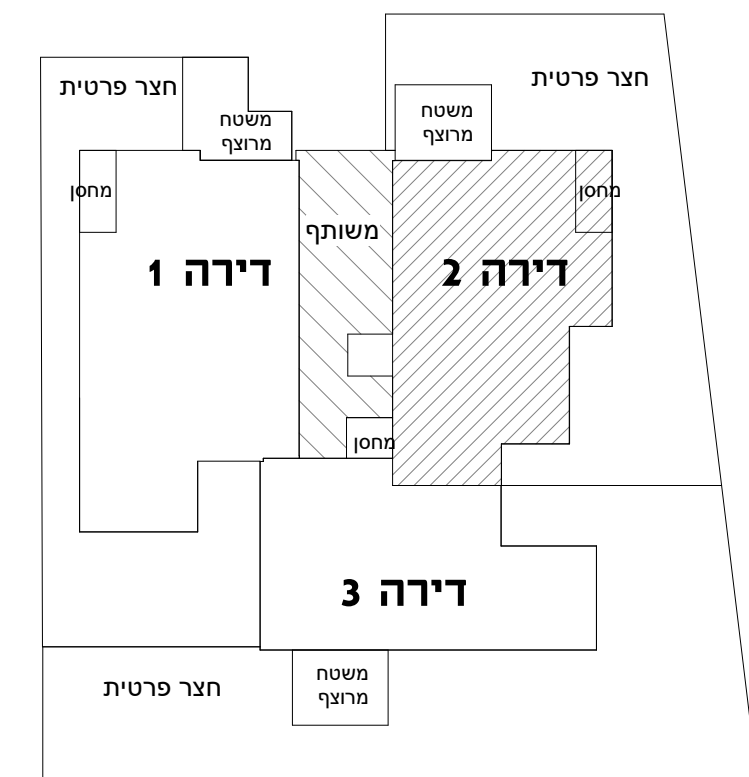 חצר פרטית
חצר פרטית
משטח
מרוצף
משטח
מרוצף
מחסן
מחסן
משותף
דירה 1
דירה 2
מחסן
דירה 3
משטח
מרוצף
חצר פרטית